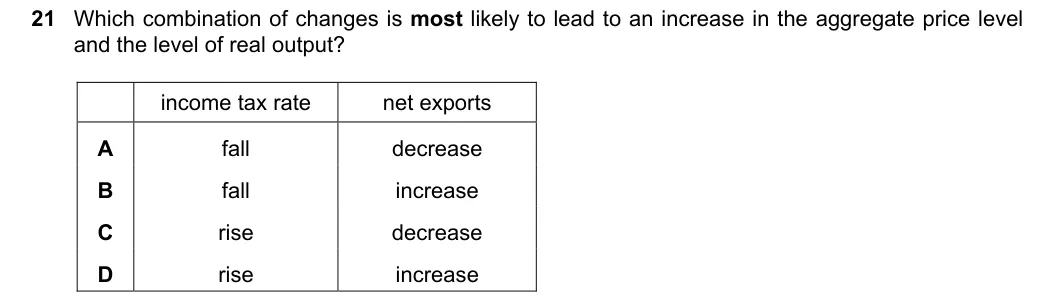 21 Which combination of changes is most likely to lead to an increase in the aggregate price level
and the level of real output?
income tax rate net exports
A fall decrease
B fall increase
C rise decrease
D rise increase